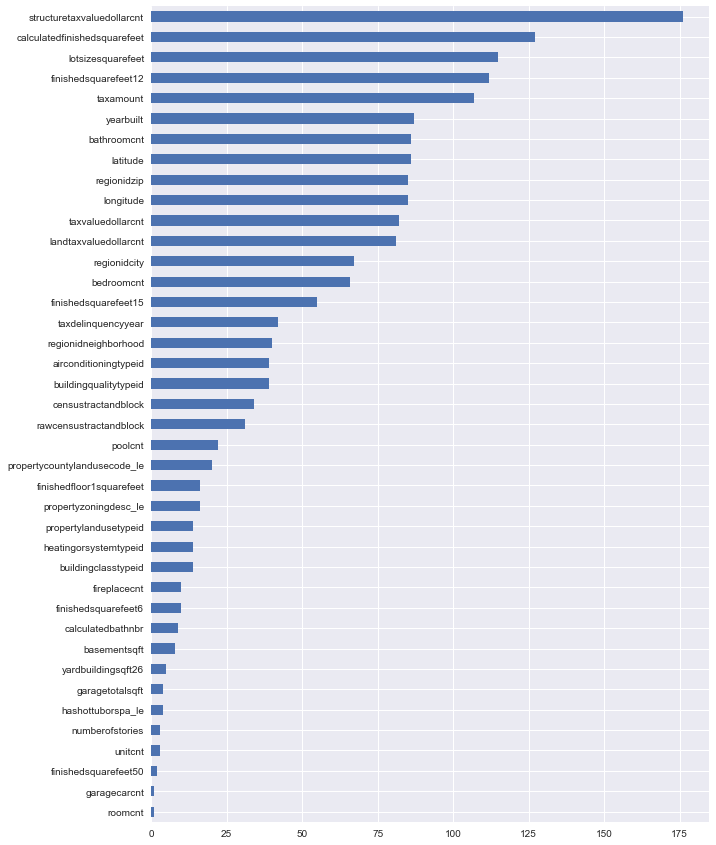 structuretaxvaluedollarcnt
calculatedfinishedsquarefeet
lotsizesquarefeet
finishedsquarefeet12
taxamount
yearbuilt
bathroomcnt
latitude
regionidzip
longitude
taxvaluedollarcnt
landtaxvaluedollarcnt
regionidcity
bedroomcnt
finishedsquarefeet15
taxdelinquencyyear
regionidneighborhood
airconditioningtypeid
buildingqualitytypeid
censustractandblock
rawcensustractandblock
poolcnt
propertycountylandusecode_le
finishedfloor1squarefeet
propertyzoningdesc_le
propertylandusetypeid
heatingorsystemtypeid
buildingclasstypeid
fireplacecnt
finishedsquarefeet6
calculatedbathnbr
basementsqft
yardbuildingsqft26
garagetotalsqft
hashottuborspa_le
numberofstories
unitcnt
finishedsquarefeet50
garagecarcnt
roomcnt
0 25 50 75 100 125 150 175